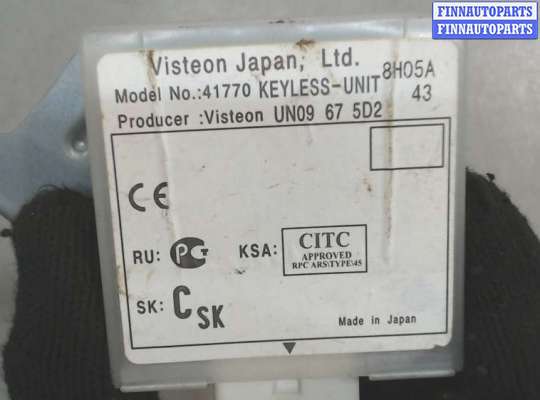 FINNAUTOPARTS
FINNAUTOPARTS
Visteon Japan, Ltd.
8H05A
Model No.:41770 KEYLESS-UNIT
43
Producer :Visteon UN09 67 5D2
CE
RU: PCT
KSA: CITC
APPROVED
RPC ARS\TYPE\45
SK: CSK
Made in Japan